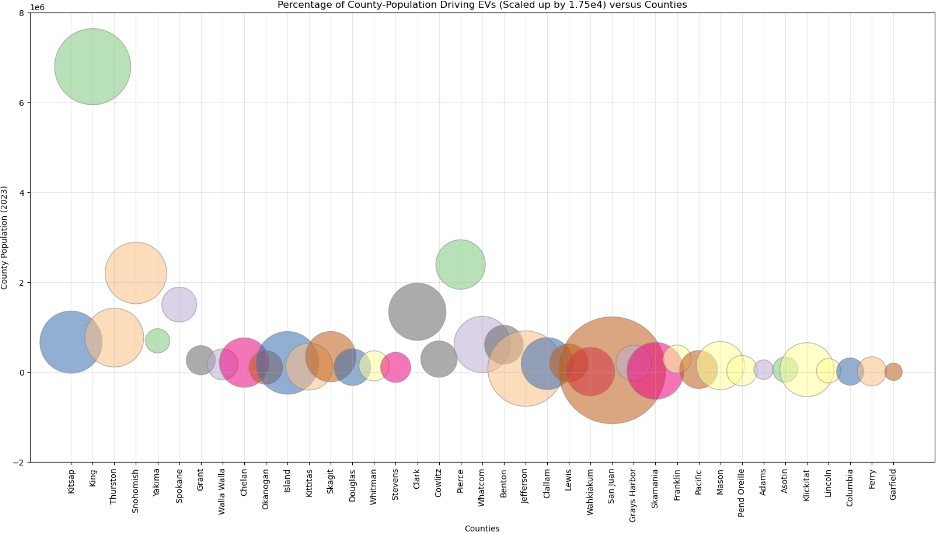 Percentage of County-Population Driving EVs (Scaled up by 1.75e4) versus Counties
1e6
8
6
4
2
0
−2
County Population (2023)
Kitsap
King
Thurston
Snohomish
Yakima
Spokane
Grant
Walla Walla
Chelan
Okanogan
Island
Kittitas
Skagit
Douglas
Whitman
Stevens
Clark
Cowlitz
Pierce
Whatcom
Benton
Jefferson
Clallam
Lewis
Wahkiakum
San Juan
Grays Harbor
Skamania
Franklin
Pacific
Mason
Pend Oreille
Adams
Asotin
Klickitat
Lincoln
Columbia
Ferry
Garfield
Counties